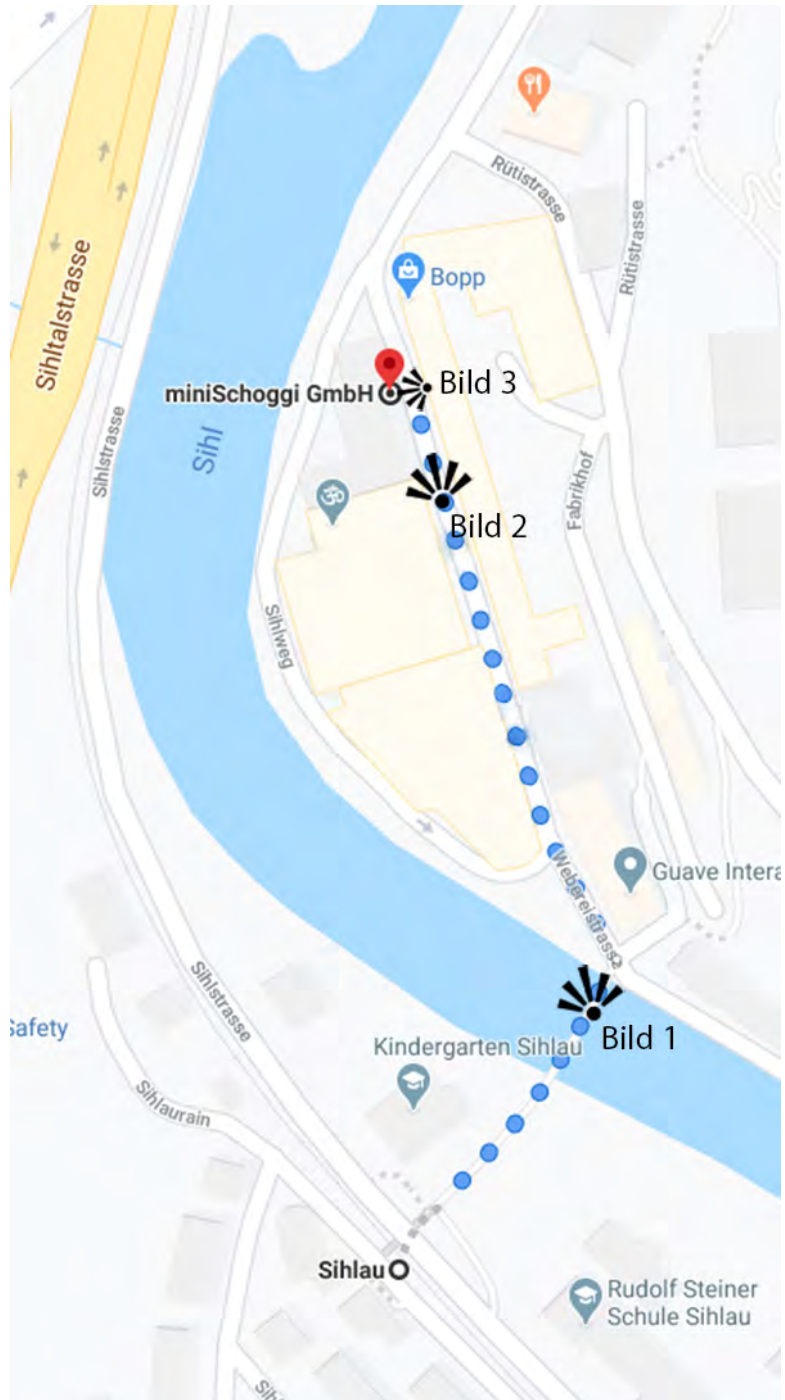 Rütistrasse
Rütistrasse
Bopp
Sihltalstrasse
miniSchoggi GmbH
Bild 3
Sihlstrasse
Sihl
Bild 2
Fabrikhof
Sihlweg
Guave Intera
Webereistrasse
Sihlstrasse
Safety
Bild 1
Kindergarten Sihlau
Sihlaurain
Sihlau
Rudolf Steiner
Schule Sihlau